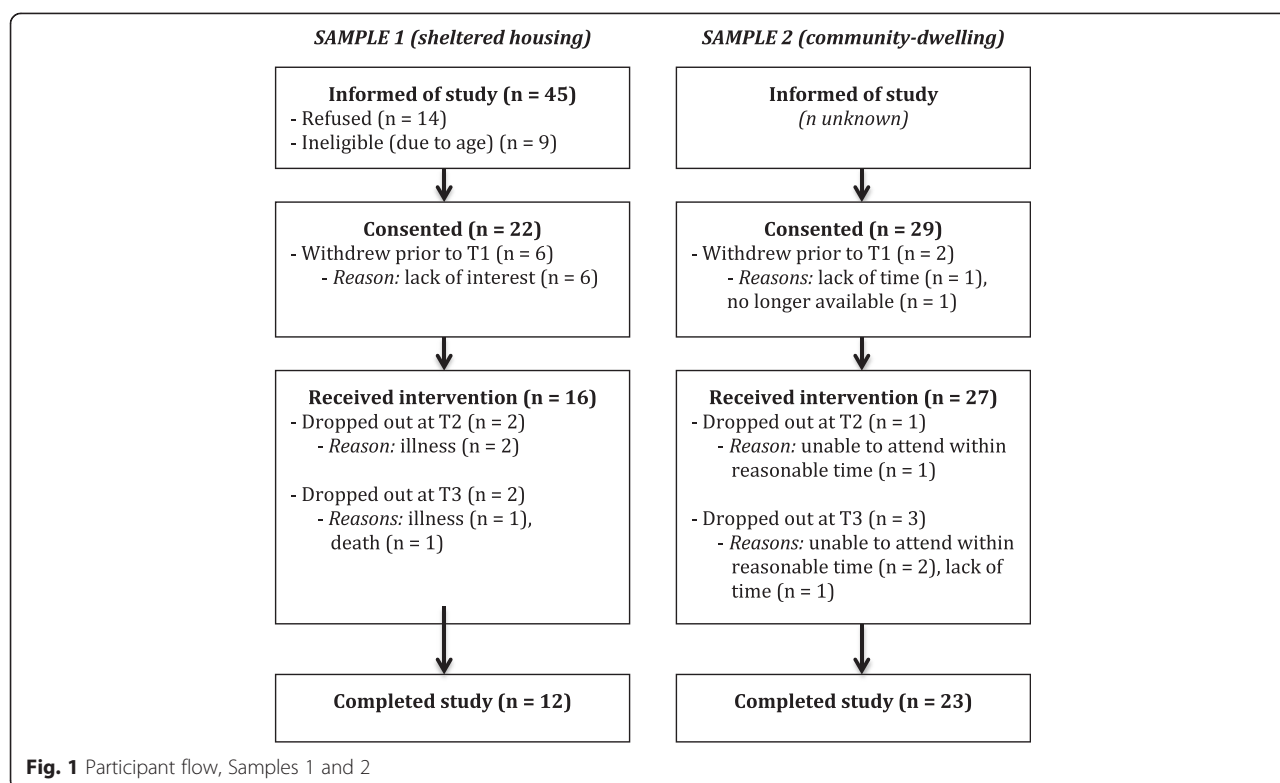 SAMPLE 1 (sheltered housing)
Informed of study (n = 45)
- Refused (n = 14)
- Ineligible (due to age) (n = 9)
Consented (n = 22)
- Withdrew prior to T1 (n = 6)
- Reason: lack of interest (n = 6)
Received intervention (n = 16)
- Dropped out at T2 (n = 2)
- Reason: illness (n = 2)
- Dropped out at T3 (n = 2)
- Reasons: illness (n = 1),
death (n = 1)
Completed study (n = 12)
SAMPLE 2 (community-dwelling)
Informed of study
(n unknown)
Consented (n = 29)
- Withdrew prior to T1 (n = 2)
- Reasons: lack of time (n = 1),
no longer available (n = 1)
Received intervention (n = 27)
- Dropped out at T2 (n = 1)
- Reason: unable to attend within
reasonable time (n = 1)
- Dropped out at T3 (n = 3)
- Reasons: unable to attend within
reasonable time (n = 2), lack of
time (n = 1)
Completed study (n = 23)
Fig. 1 Participant flow, Samples 1 and 2